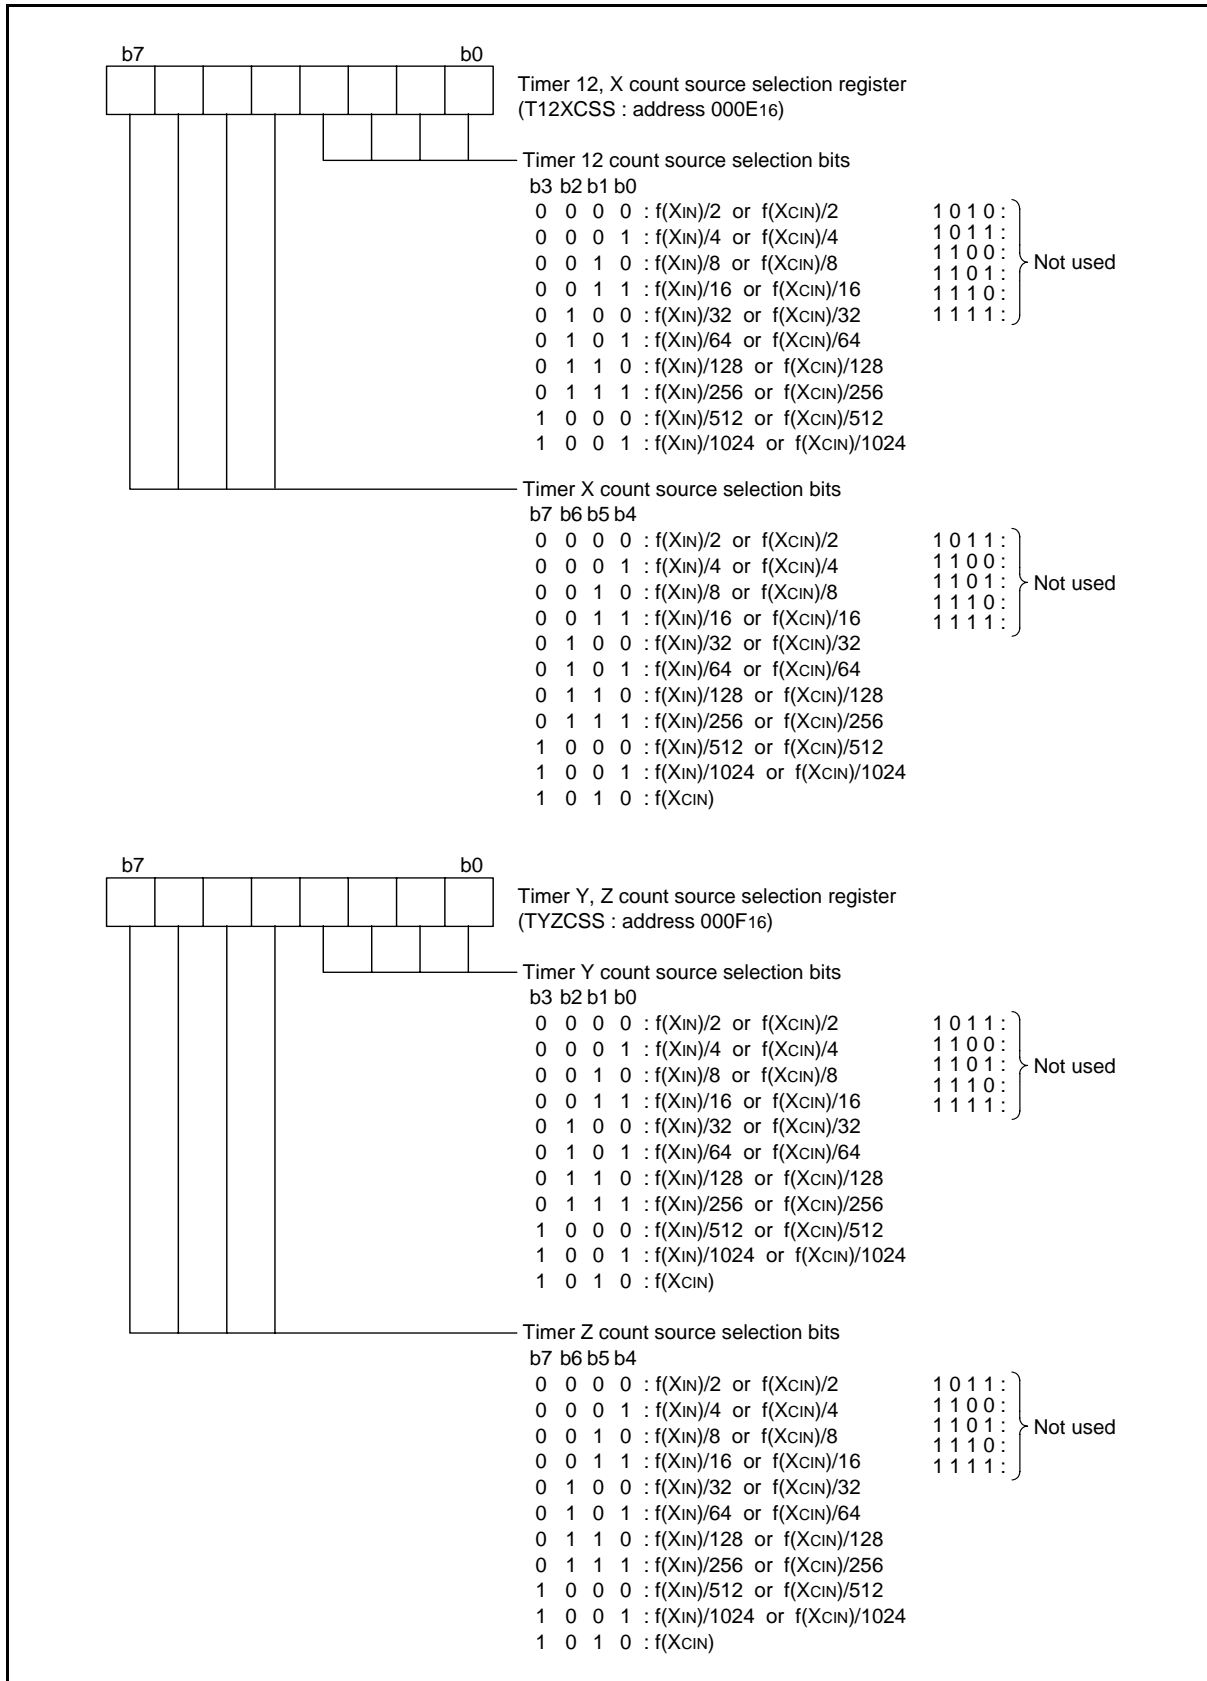 b7 b0
Timer 12, X count source selection register
(T12XCSS : address 000E16)
Timer 12 count source selection bits
b3 b2 b1 b0
0 0 0 0 : f(XIN)/2 or f(XCIN)/2 1 0 1 0 :
0 0 0 1 : f(XIN)/4 or f(XCIN)/4 1 0 1 1 :
0 0 1 0 : f(XIN)/8 or f(XCIN)/8 1 1 0 0 : Not used
0 0 1 1 : f(XIN)/16 or f(XCIN)/16 1 1 0 1 :
0 1 0 0 : f(XIN)/32 or f(XCIN)/32 1 1 1 0 :
0 1 0 1 : f(XIN)/64 or f(XCIN)/64 1 1 1 1 :
0 1 1 0 : f(XIN)/128 or f(XCIN)/128
0 1 1 1 : f(XIN)/256 or f(XCIN)/256
1 0 0 0 : f(XIN)/512 or f(XCIN)/512
1 0 0 1 : f(XIN)/1024 or f(XCIN)/1024
Timer X count source selection bits
b7 b6 b5 b4
0 0 0 0 : f(XIN)/2 or f(XCIN)/2 1 0 1 1 :
0 0 0 1 : f(XIN)/4 or f(XCIN)/4 1 1 0 0 :
0 0 1 0 : f(XIN)/8 or f(XCIN)/8 1 1 0 1 : Not used
0 0 1 1 : f(XIN)/16 or f(XCIN)/16 1 1 1 0 :
0 1 0 0 : f(XIN)/32 or f(XCIN)/32 1 1 1 1 :
0 1 0 1 : f(XIN)/64 or f(XCIN)/64
0 1 1 0 : f(XIN)/128 or f(XCIN)/128
0 1 1 1 : f(XIN)/256 or f(XCIN)/256
1 0 0 0 : f(XIN)/512 or f(XCIN)/512
1 0 0 1 : f(XIN)/1024 or f(XCIN)/1024
1 0 1 0 : f(XCIN)
b7 b0
Timer Y, Z count source selection register
(TYZCSS : address 000F16)
Timer Y count source selection bits
b3 b2 b1 b0
0 0 0 0 : f(XIN)/2 or f(XCIN)/2 1 0 1 1 :
0 0 0 1 : f(XIN)/4 or f(XCIN)/4 1 1 0 0 :
0 0 1 0 : f(XIN)/8 or f(XCIN)/8 1 1 0 1 : Not used
0 0 1 1 : f(XIN)/16 or f(XCIN)/16 1 1 1 0 :
0 1 0 0 : f(XIN)/32 or f(XCIN)/32 1 1 1 1 :
0 1 0 1 : f(XIN)/64 or f(XCIN)/64
0 1 1 0 : f(XIN)/128 or f(XCIN)/128
0 1 1 1 : f(XIN)/256 or f(XCIN)/256
1 0 0 0 : f(XIN)/512 or f(XCIN)/512
1 0 0 1 : f(XIN)/1024 or f(XCIN)/1024
1 0 1 0 : f(XCIN)
Timer Z count source selection bits
b7 b6 b5 b4
0 0 0 0 : f(XIN)/2 or f(XCIN)/2 1 0 1 1 :
0 0 0 1 : f(XIN)/4 or f(XCIN)/4 1 1 0 0 :
0 0 1 0 : f(XIN)/8 or f(XCIN)/8 1 1 0 1 : Not used
0 0 1 1 : f(XIN)/16 or f(XCIN)/16 1 1 1 0 :
0 1 0 0 : f(XIN)/32 or f(XCIN)/32 1 1 1 1 :
0 1 0 1 : f(XIN)/64 or f(XCIN)/64
0 1 1 0 : f(XIN)/128 or f(XCIN)/128
0 1 1 1 : f(XIN)/256 or f(XCIN)/256
1 0 0 0 : f(XIN)/512 or f(XCIN)/512
1 0 0 1 : f(XIN)/1024 or f(XCIN)/1024
1 0 1 0 : f(XCIN)